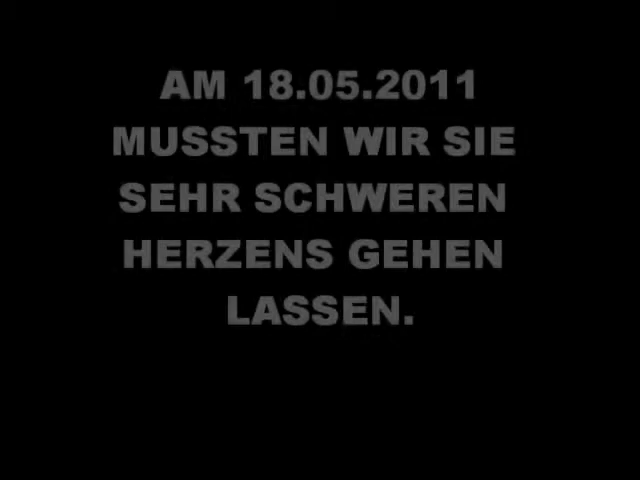 AM 18.05.2011
MUSSTEN WIR SIE
SEHR SCHWEREN
HERZENS GEHEN
LASSEN.